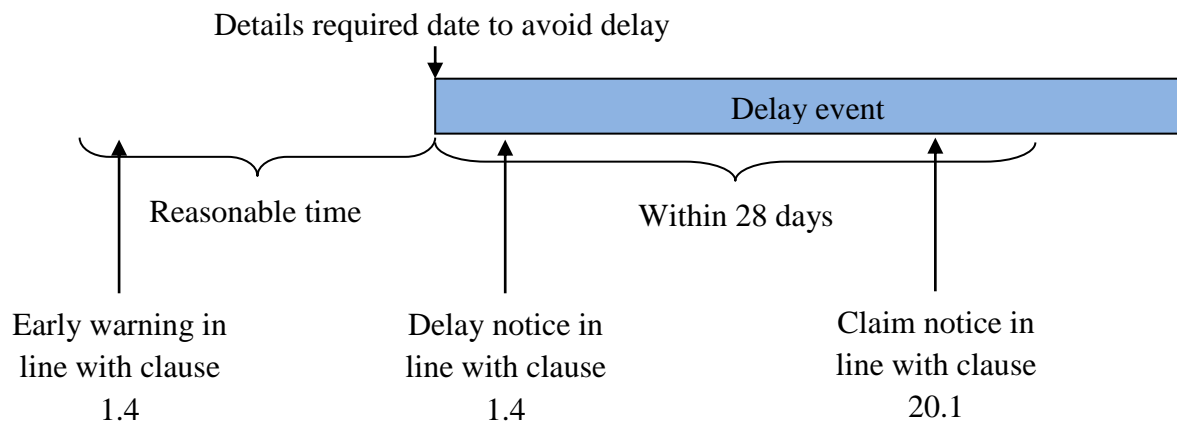 Details required date to avoid delay
Delay event
Reasonable time
Within 28 days
Early warning in
line with clause
1.4
Delay notice in
line with clause
1.4
Claim notice in
line with clause
20.1